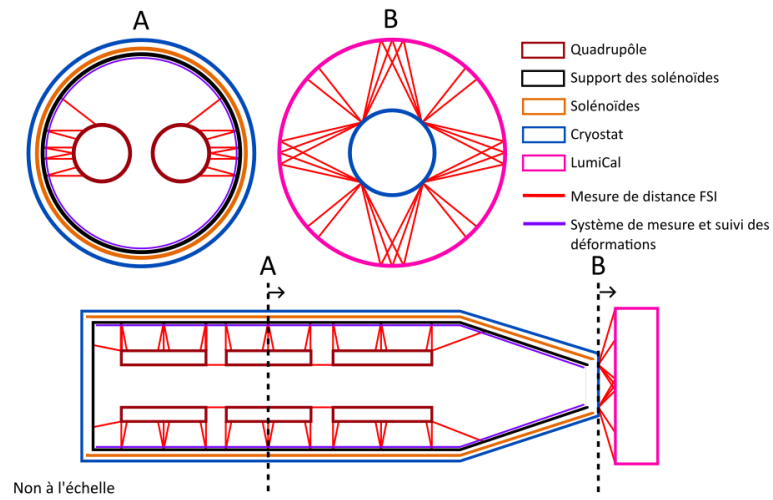 A
B
Quadrupôle
Support des solénoïdes
Solénoïdes
Cryostat
LumiCal
Mesure de distance FSI
Système de mesure et suivi des
déformations
A
B
Non à l'échelle